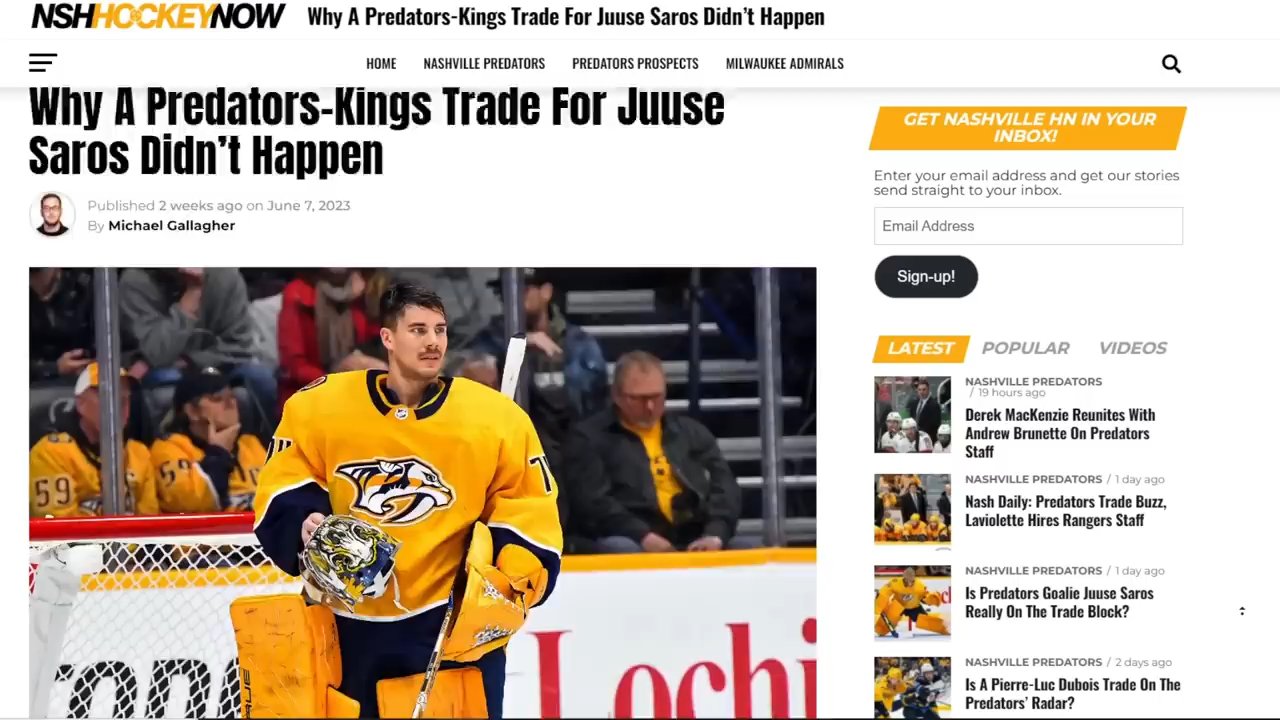 NSHHOCKEYNOW
Why A Predators-Kings Trade For Juuse Saros Didn’t Happen
HOME NASHVILLE PREDATORS PREDATORS PROSPECTS MILWAUKEE ADMIRALS
Why A Predators-Kings Trade For Juuse
Saros Didn’t Happen
Published 2 weeks ago on June 7, 2023
By Michael Gallagher
59
59
7
Lochi
GET NASHVILLE HN IN YOUR
INBOX!
Enter your email address and get our stories
send straight to your inbox.
Email Address
Sign-up!
LATEST POPULAR VIDEOS
NASHVILLE PREDATORS
/ 19 hours ago
Derek MacKenzie Reunites With
Andrew Brunette On Predators
Staff
NASHVILLE PREDATORS / 1 day ago
Nash Daily: Predators Trade Buzz,
Laviolette Hires Rangers Staff
NASHVILLE PREDATORS / 1 day ago
Is Predators Goalie Juuse Saros
Really On The Trade Block?
NASHVILLE PREDATORS / 2 days ago
Is A Pierre-Luc Dubois Trade On The
Predators’ Radar?